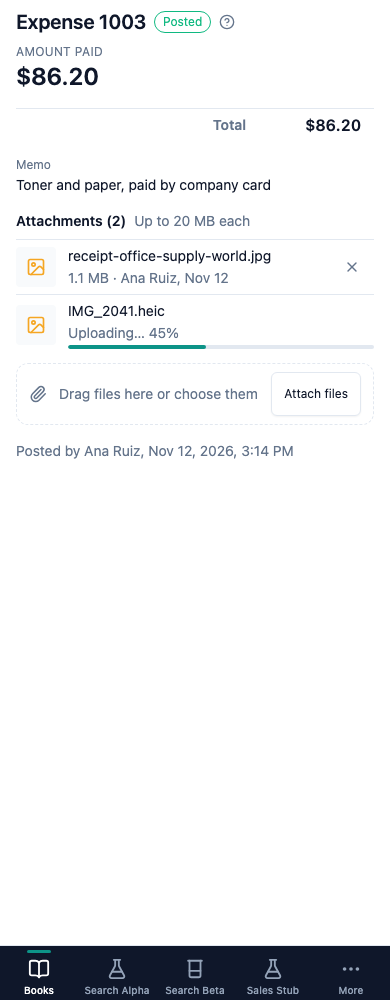 Expense 1003 Posted
AMOUNT PAID
$86.20
Total $86.20
Memo
Toner and paper, paid by company card
Attachments (2) Up to 20 MB each
receipt-office-supply-world.jpg
1.1 MB · Ana Ruiz, Nov 12
IMG_2041.heic
Uploading... 45%
Drag files here or choose them Attach files
Posted by Ana Ruiz, Nov 12, 2026, 3:14 PM
Books Search Alpha Search Beta Sales Stub More